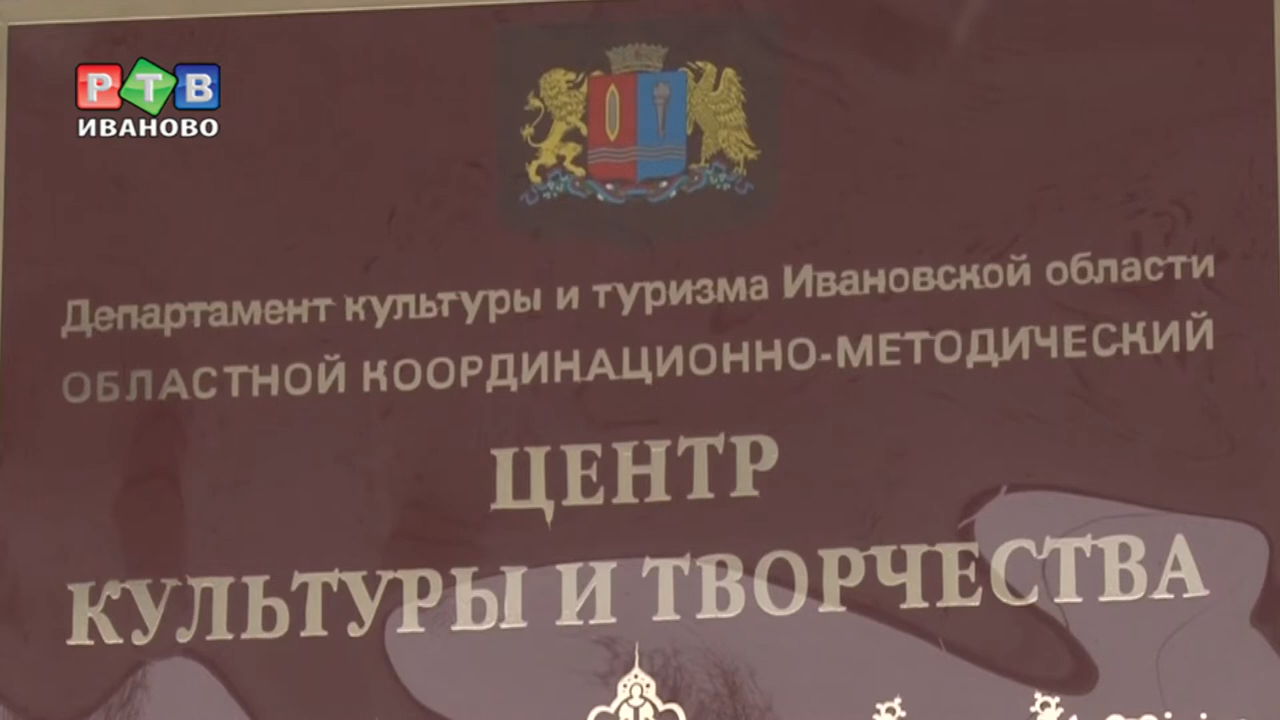 РТВ
ИВАНОВО
Департамент культуры и туризма Ивановской области
ОБЛАСТНОЙ КООРДИНАЦИОННО-МЕТОДИЧЕСКИЙ
ЦЕНТР
КУЛЬТУРЫ И ТВОРЧЕСТВА